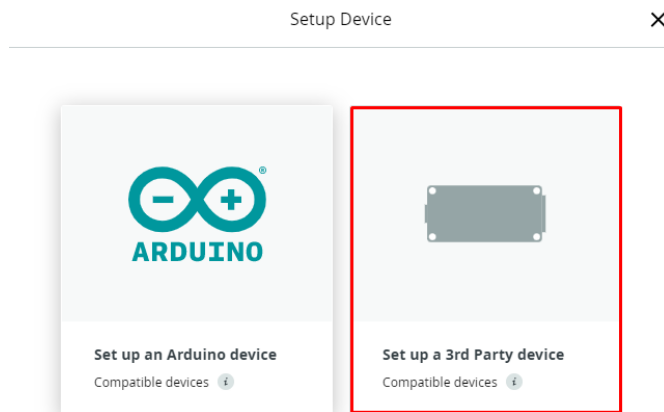 Setup Device
ARDUINO
Set up an Arduino device
Compatible devices i
Set up a 3rd Party device
Compatible devices i